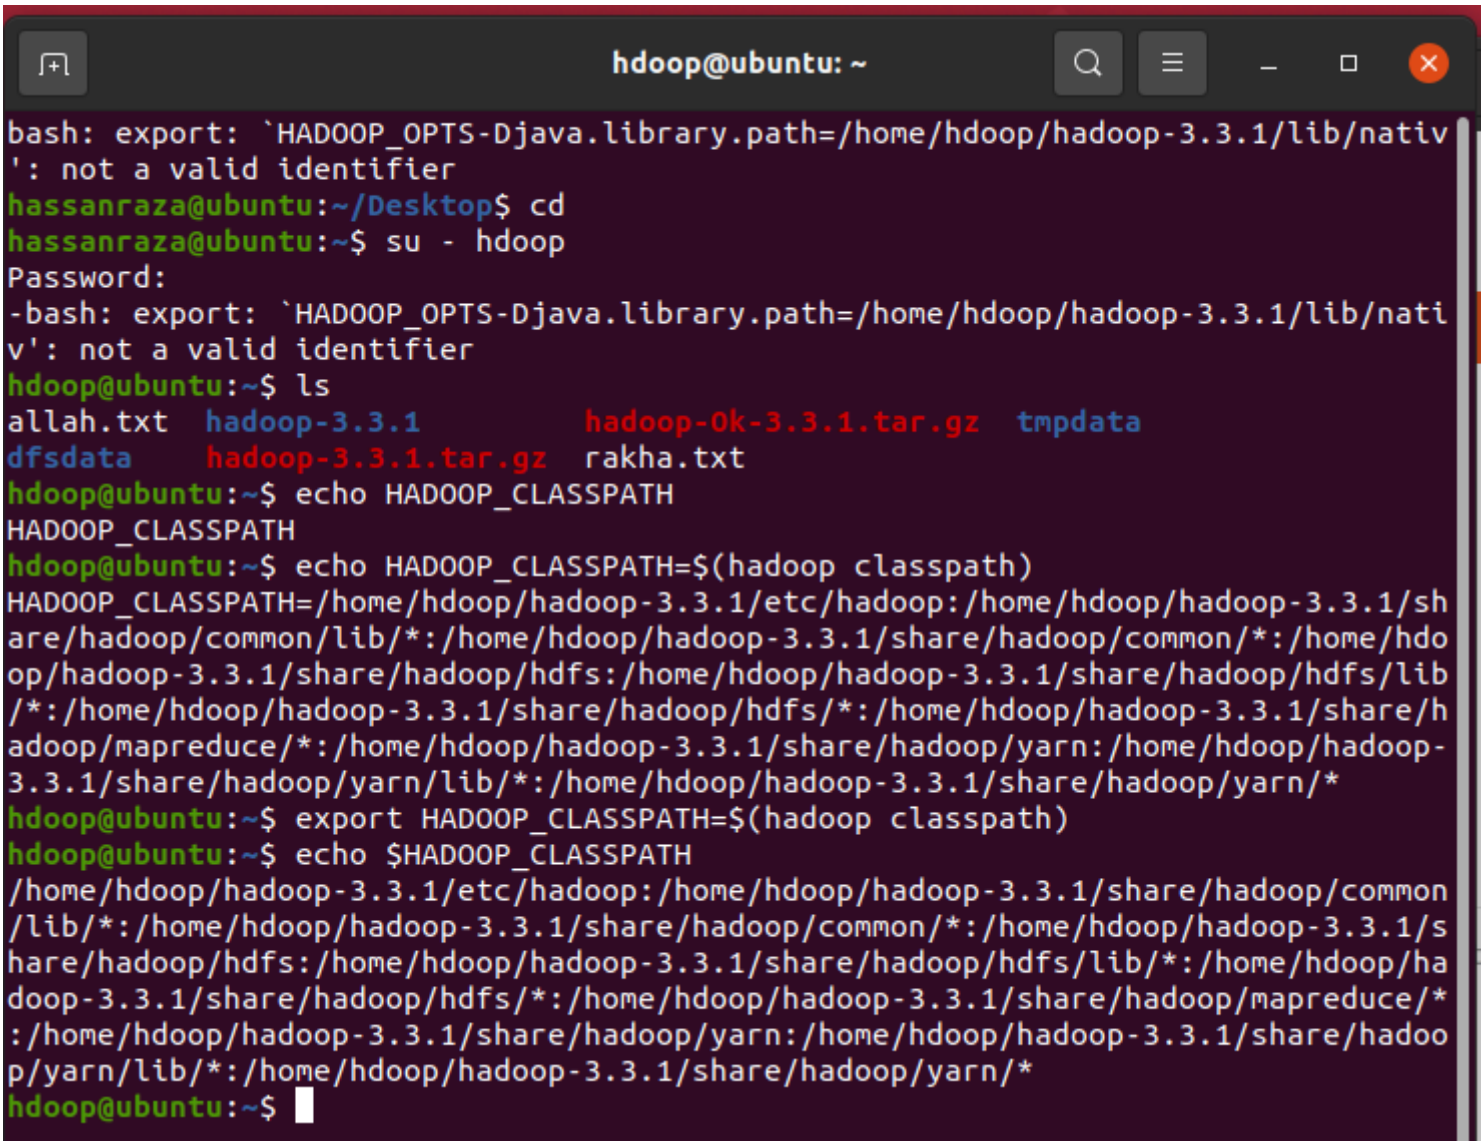 hdoop@ubuntu: ~
bash: export: `HADOOP_OPTS-Djava.library.path=/home/hdoop/hadoop-3.3.1/lib/nativ
': not a valid identifier
hassanraza@ubuntu:~/Desktop$ cd
hassanraza@ubuntu:~$ su - hdoop
Password:
-bash: export: `HADOOP_OPTS-Djava.library.path=/home/hdoop/hadoop-3.3.1/lib/nati
v': not a valid identifier
hdoop@ubuntu:~$ ls
allah.txt  hadoop-3.3.1         hadoop-Ok-3.3.1.tar.gz  tmpdata
dfsdata    hadoop-3.3.1.tar.gz  rakha.txt
hdoop@ubuntu:~$ echo HADOOP_CLASSPATH
HADOOP_CLASSPATH
hdoop@ubuntu:~$ echo HADOOP_CLASSPATH=$(hadoop classpath)
HADOOP_CLASSPATH=/home/hdoop/hadoop-3.3.1/etc/hadoop:/home/hdoop/hadoop-3.3.1/sh
are/hadoop/common/lib/*:/home/hdoop/hadoop-3.3.1/share/hadoop/common/*:/home/hdo
op/hadoop-3.3.1/share/hadoop/hdfs:/home/hdoop/hadoop-3.3.1/share/hadoop/hdfs/lib
/*:/home/hdoop/hadoop-3.3.1/share/hadoop/hdfs/*:/home/hdoop/hadoop-3.3.1/share/h
adoop/mapreduce/*:/home/hdoop/hadoop-3.3.1/share/hadoop/yarn:/home/hdoop/hadoop-
3.3.1/share/hadoop/yarn/lib/*:/home/hdoop/hadoop-3.3.1/share/hadoop/yarn/*
hdoop@ubuntu:~$ export HADOOP_CLASSPATH=$(hadoop classpath)
hdoop@ubuntu:~$ echo $HADOOP_CLASSPATH
/home/hdoop/hadoop-3.3.1/etc/hadoop:/home/hdoop/hadoop-3.3.1/share/hadoop/common
/lib/*:/home/hdoop/hadoop-3.3.1/share/hadoop/common/*:/home/hdoop/hadoop-3.3.1/s
hare/hadoop/hdfs:/home/hdoop/hadoop-3.3.1/share/hadoop/hdfs/lib/*:/home/hdoop/ha
doop-3.3.1/share/hadoop/hdfs/*:/home/hdoop/hadoop-3.3.1/share/hadoop/mapreduce/*
:/home/hdoop/hadoop-3.3.1/share/hadoop/yarn:/home/hdoop/hadoop-3.3.1/share/hadoo
p/yarn/lib/*:/home/hdoop/hadoop-3.3.1/share/hadoop/yarn/*
hdoop@ubuntu:~$